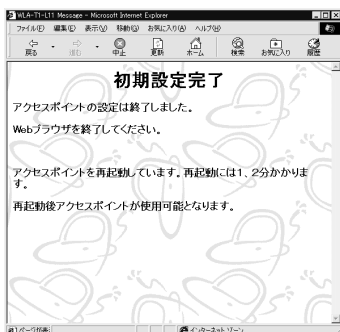 WLA-T1-L11 Message - Microsoft Internet Explorer
ファイル(F) 編集(E) 表示(V) 移動(G) お気に入り(A) ヘルプ(H)
戻る 進む 中止 更新 ホーム 検索 お気に入り 履歴
初期設定完了
アクセスポイントの設定は終了しました。
Webブラウザを終了してください。
アクセスポイントを再起動しています。再起動には1、2分かかりま
す。
再起動後アクセスポイントが使用可能となります。
ページが表
インターネット ゾーン